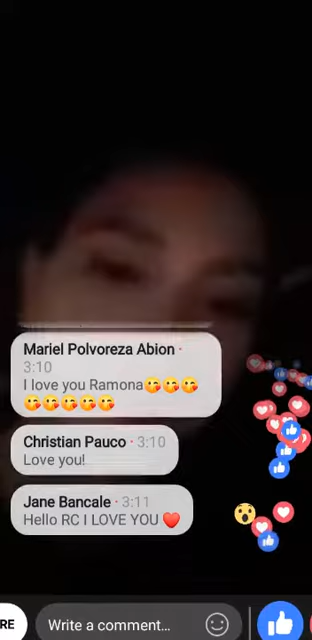 Mariel Polvoreza Abion ·
3:10
I love you Ramona😘😘😘
😘😘😘😘😘
Christian Pauco · 3:10
Love you!
Jane Bancale · 3:11
Hello RC I LOVE YOU ❤️
RE
Write a comment…